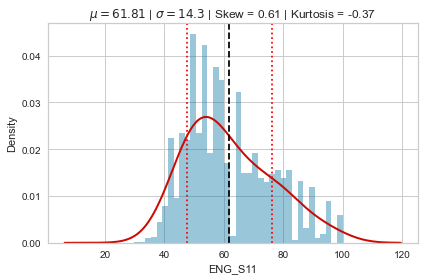 μ = 61.81 | σ = 14.3 | Skew = 0.61 | Kurtosis = -0.37
0.04
0.03
0.02
0.01
0.00
Density
20 40 60 80 100 120
ENG_S11